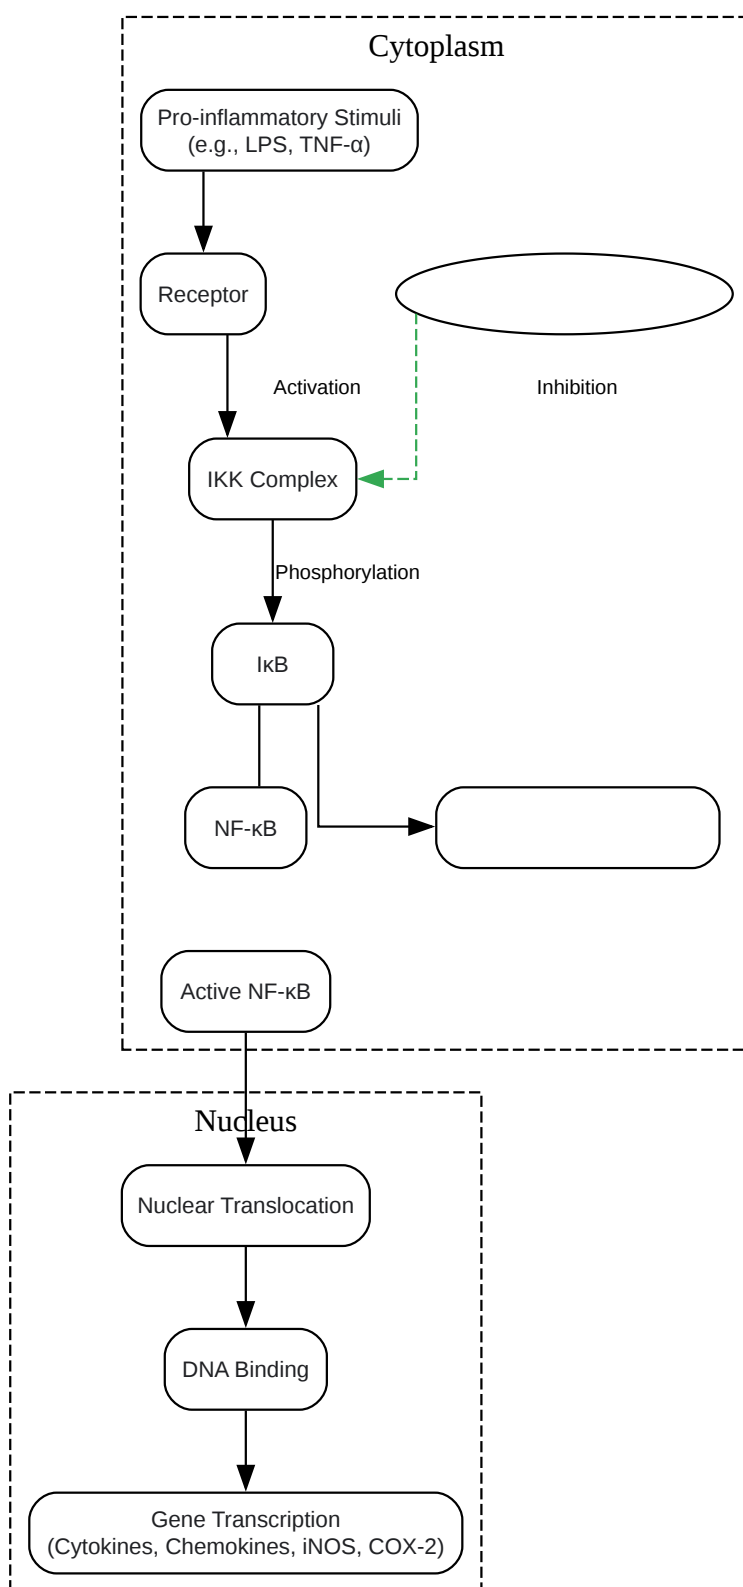 Cytoplasm
Pro-inflammatory Stimuli
(e.g., LPS, TNF-α)
Receptor
Activation
Inhibition
IKK Complex
Phosphorylation
IκB
NF-κB
Active NF-κB
Nucleus
Nuclear Translocation
DNA Binding
Gene Transcription
(Cytokines, Chemokines, iNOS, COX-2)